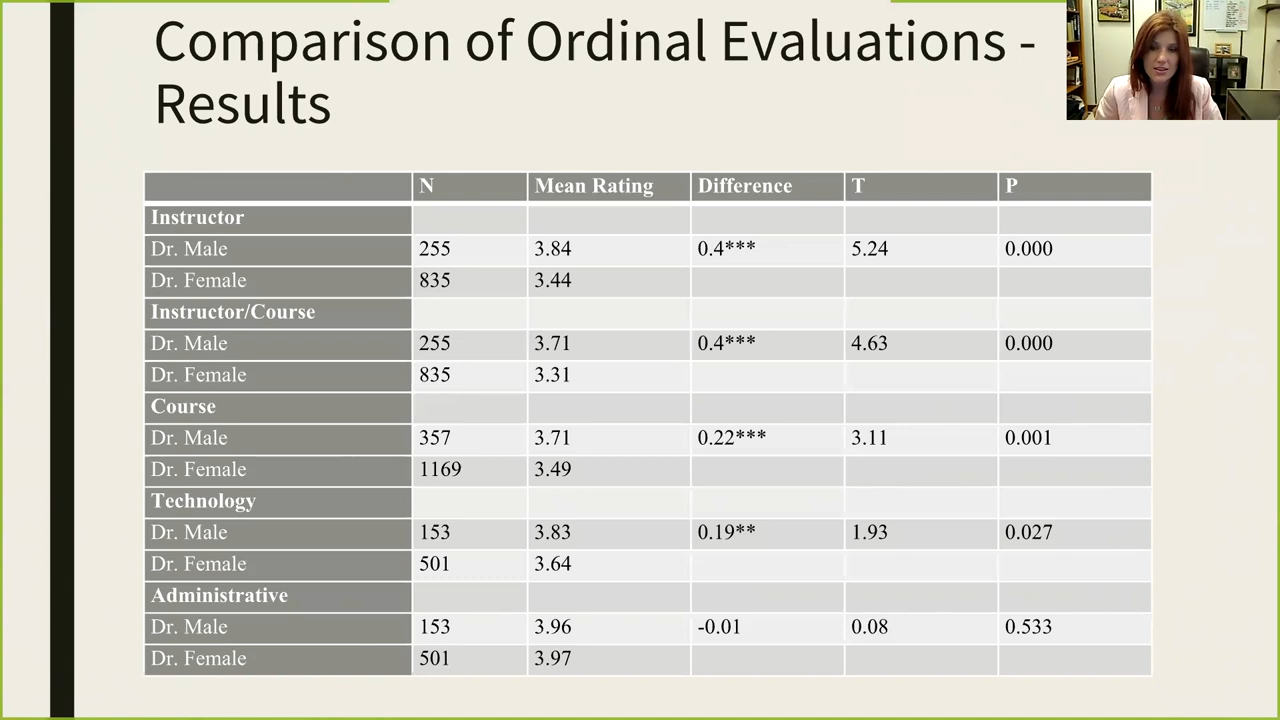 Comparison of Ordinal Evaluations -
Results
N Mean Rating Difference T P
Instructor
Dr. Male 255 3.84 0.4*** 5.24 0.000
Dr. Female 835 3.44
Instructor/Course
Dr. Male 255 3.71 0.4*** 4.63 0.000
Dr. Female 835 3.31
Course
Dr. Male 357 3.71 0.22*** 3.11 0.001
Dr. Female 1169 3.49
Technology
Dr. Male 153 3.83 0.19** 1.93 0.027
Dr. Female 501 3.64
Administrative
Dr. Male 153 3.96 -0.01 0.08 0.533
Dr. Female 501 3.97